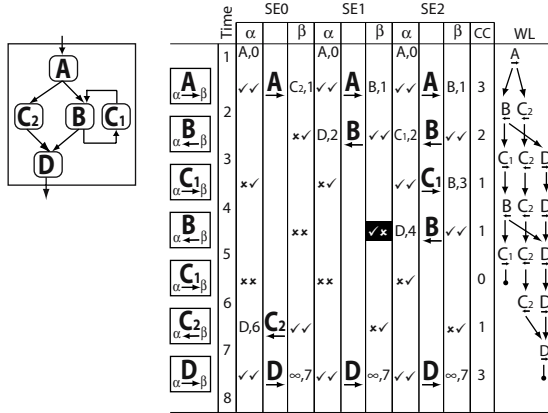 SE0 SE1 SE2
Time α β α β α β CC WL
1 A,0 A,0 A,0 A
A
B C₂ C₁
D
α A β ✓✓ A C₂,1 ✓✓ A B,1 ✓✓ A B,1 3
2 B C₂
α B β ×✓ D,2 B ✓✓ C₁,2 B ✓✓ 2
3 C₁ C₂ D
α C₁ β ×✓ ×✓ ✓✓ C₁ B,3 1
4 B C₂ D
α B β ×× ✓× D,4 B ✓✓ 1
5 C₁ C₂ D
α C₁ β ×× ×× ×✓ 0
6 C₂ D
α C₂ β D,6 C₂ ✓✓ ×✓ ×✓ 1
7 D
α D β ✓✓ D ∞,7 ✓✓ D ∞,7 ✓✓ D ∞,7 3
8